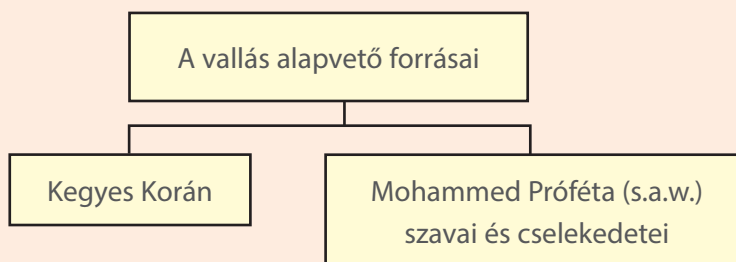 A vallás alapvető forrásai
Kegyes Korán
Mohammed Próféta (s.a.w.)
szavai és cselekedetei